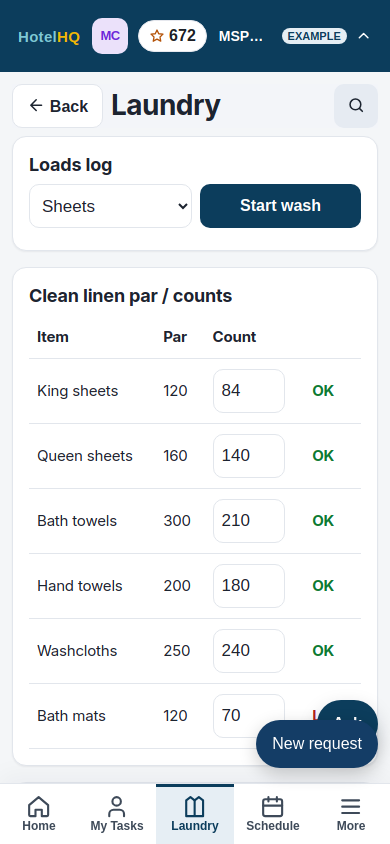 HotelHQ MC 672 MSP... EXAMPLE
Back Laundry
Loads log
Sheets Start wash
Clean linen par / counts
Item Par Count
King sheets 120 84 OK
Queen sheets 160 140 OK
Bath towels 300 210 OK
Hand towels 200 180 OK
Washcloths 250 240 OK
Bath mats 120 70
New request
Home My Tasks Laundry Schedule More